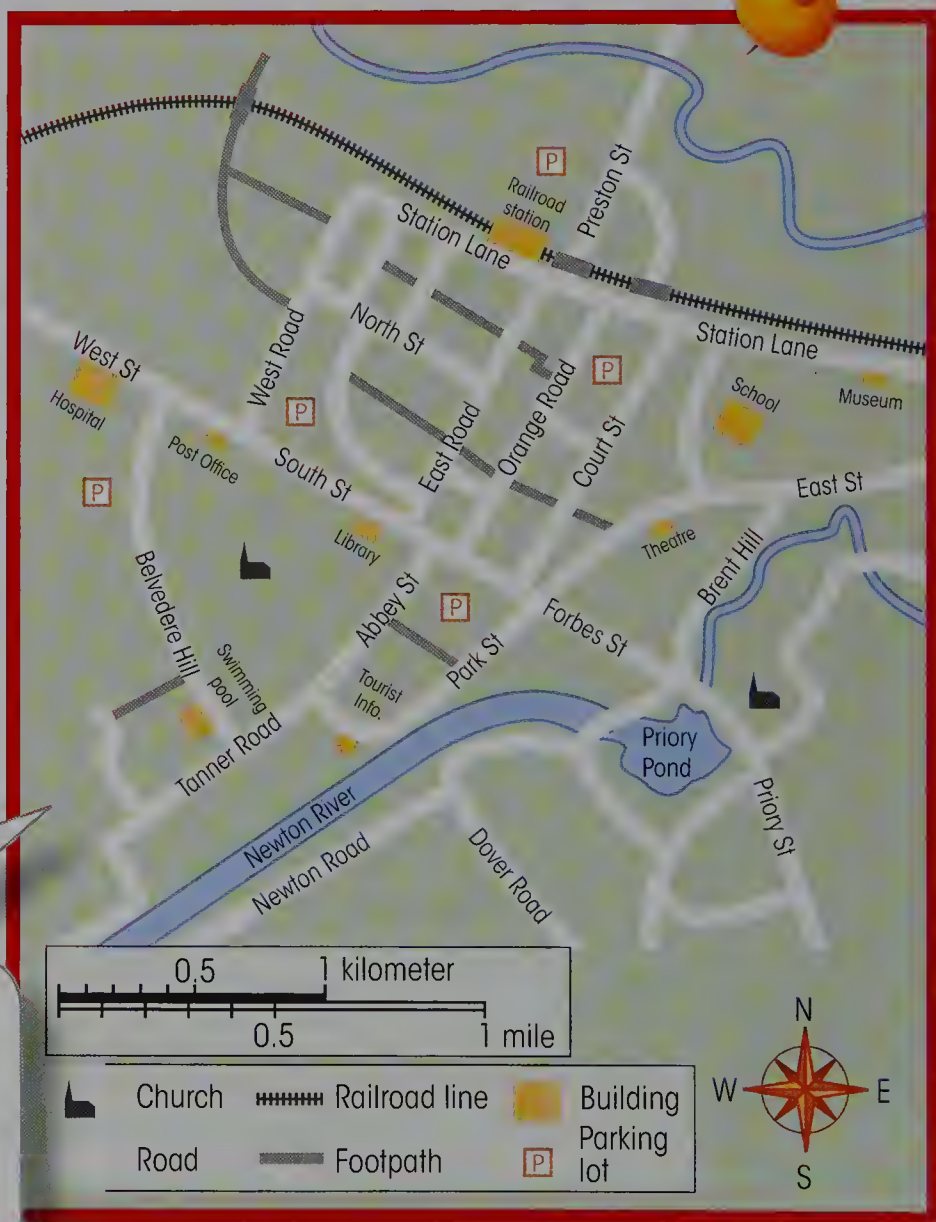 P
Railroad
station
Preston St
Station Lane
North St
West Road
West St
Hospital
P
P
Station Lane
Museum
School
Post Office
South St
East Road
Orange Road
Court St
P
East St
Library
Theatre
Brent Hill
Belvedere Hill
Abbey St
P
Forbes St
Swimming
pool
Tourist
Info.
Park St
Tanner Road
Priory
Pond
Newton River
Newton Road
Dover Road
Priory St
0.5 1 kilometer
0.5 1 mile
Church Railroad line Building
Road Footpath P Parking
lot
N
W E
S